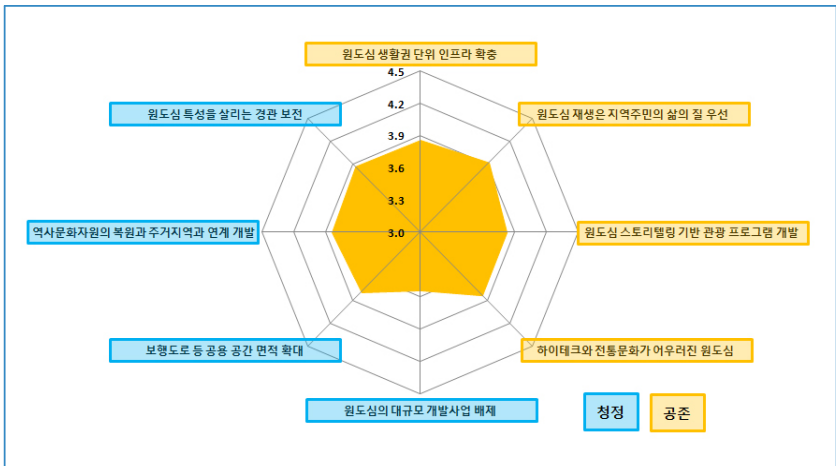 원도심 생활권 단위 인프라 확충
4.5
원도심 특성을 살리는 경관 보전
4.2
원도심 재생은 지역주민의 삶의 질 우선
3.9
3.6
3.3
역사문화자원의 복원과 주거지역과 연계 개발
3.0
원도심 스토리텔링 기반 관광 프로그램 개발
보행도로 등 공용 공간 면적 확대
하이테크와 전통문화가 어우러진 원도심
원도심의 대규모 개발사업 배제
청정
공존